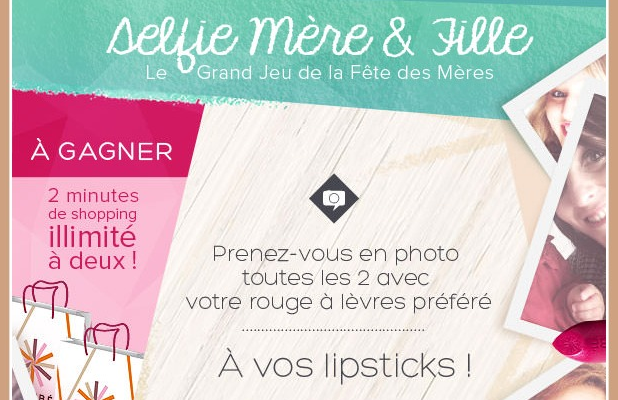 Selfie Mère & Fille
Le Grand Jeu de la Fête des Mères
À GAGNER
2 minutes
de shopping
illimité
à deux !
Prenez-vous en photo
toutes les 2 avec
votre rouge à lèvres préféré
À vos lipsticks !